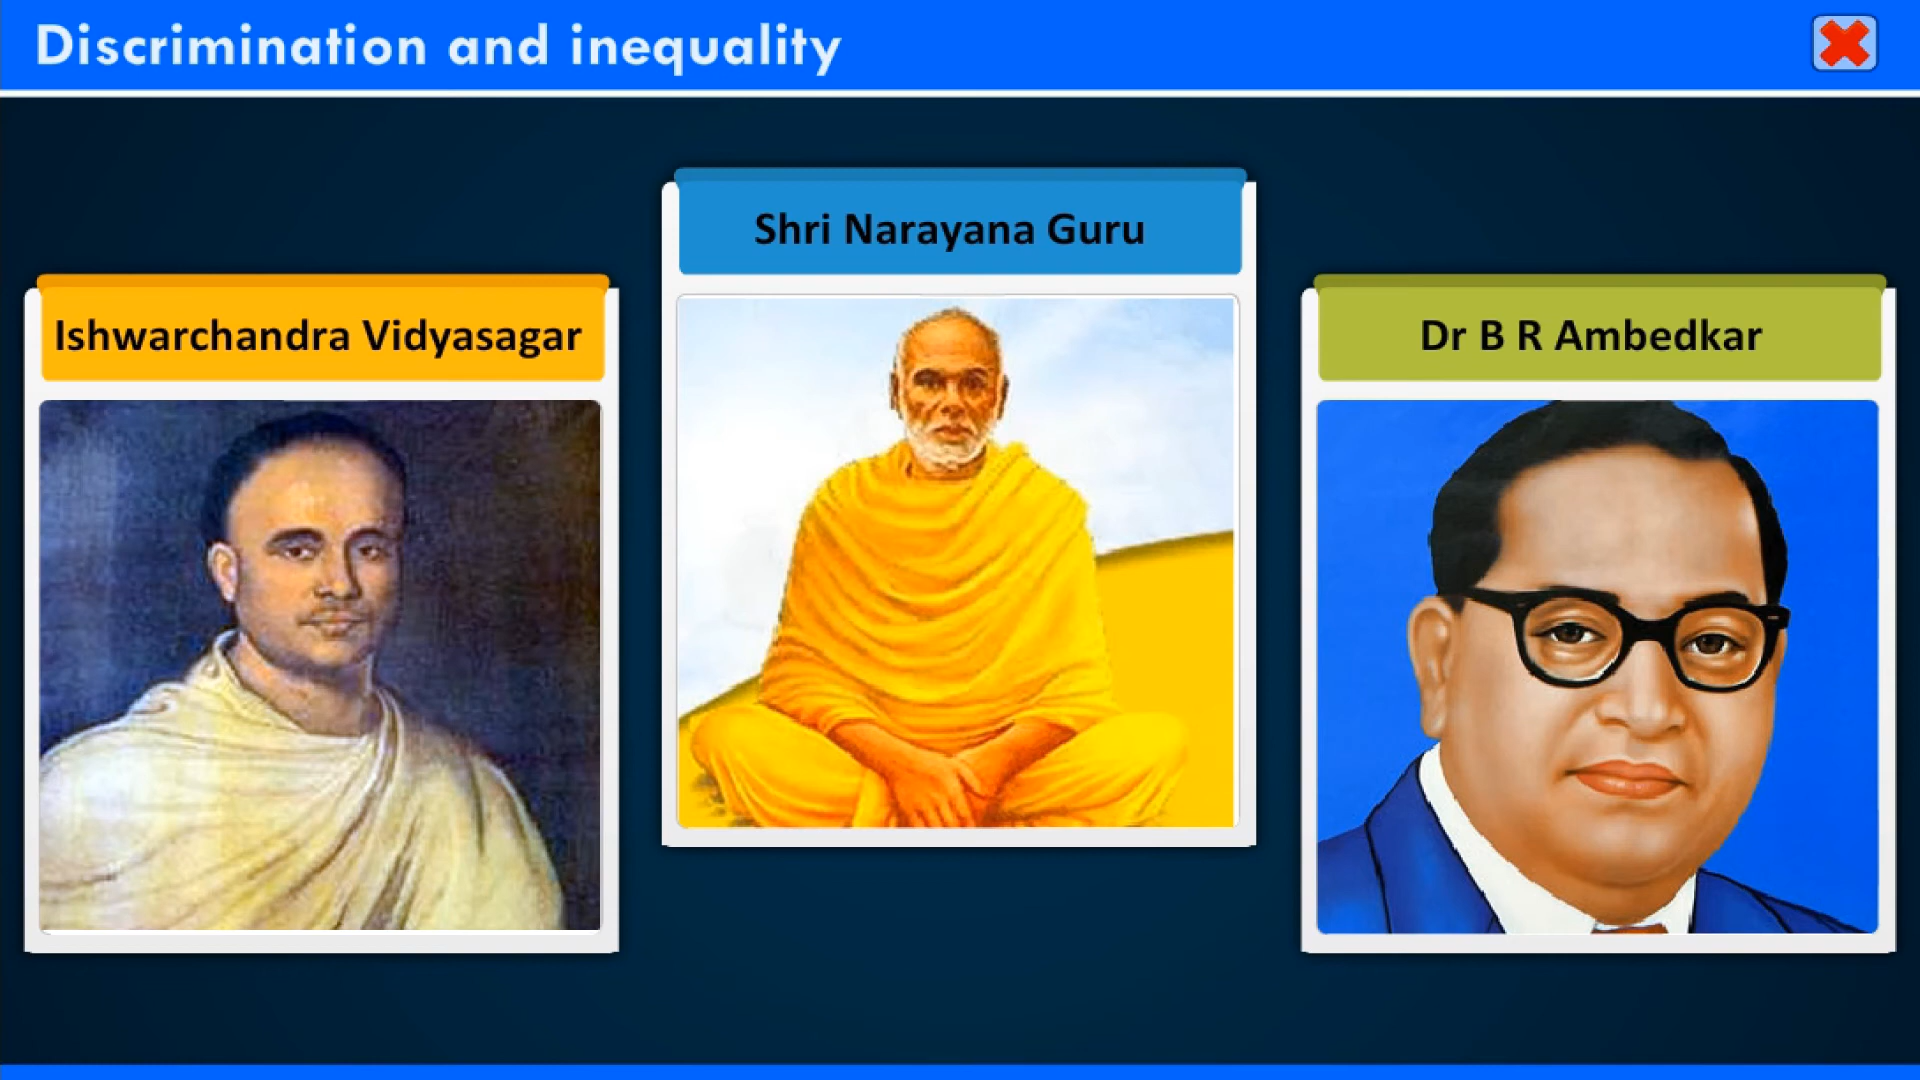 Discrimination and inequality
Shri Narayana Guru
Ishwarchandra Vidyasagar
Dr B R Ambedkar